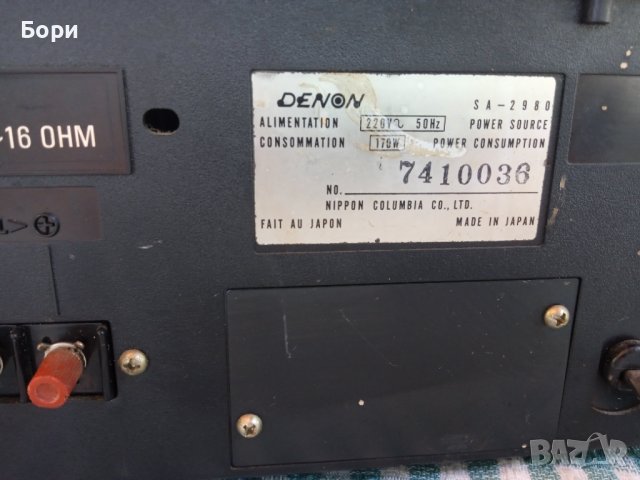 Бори
-16 OHM
DENON SA-2980
ALIMENTATION 220V~ 50Hz POWER SOURCE
CONSOMMATION 170W POWER CONSUMPTION
NO. 7410036
NIPPON COLUMBIA CO., LTD.
FAIT AU JAPON MADE IN JAPAN
BAZAR